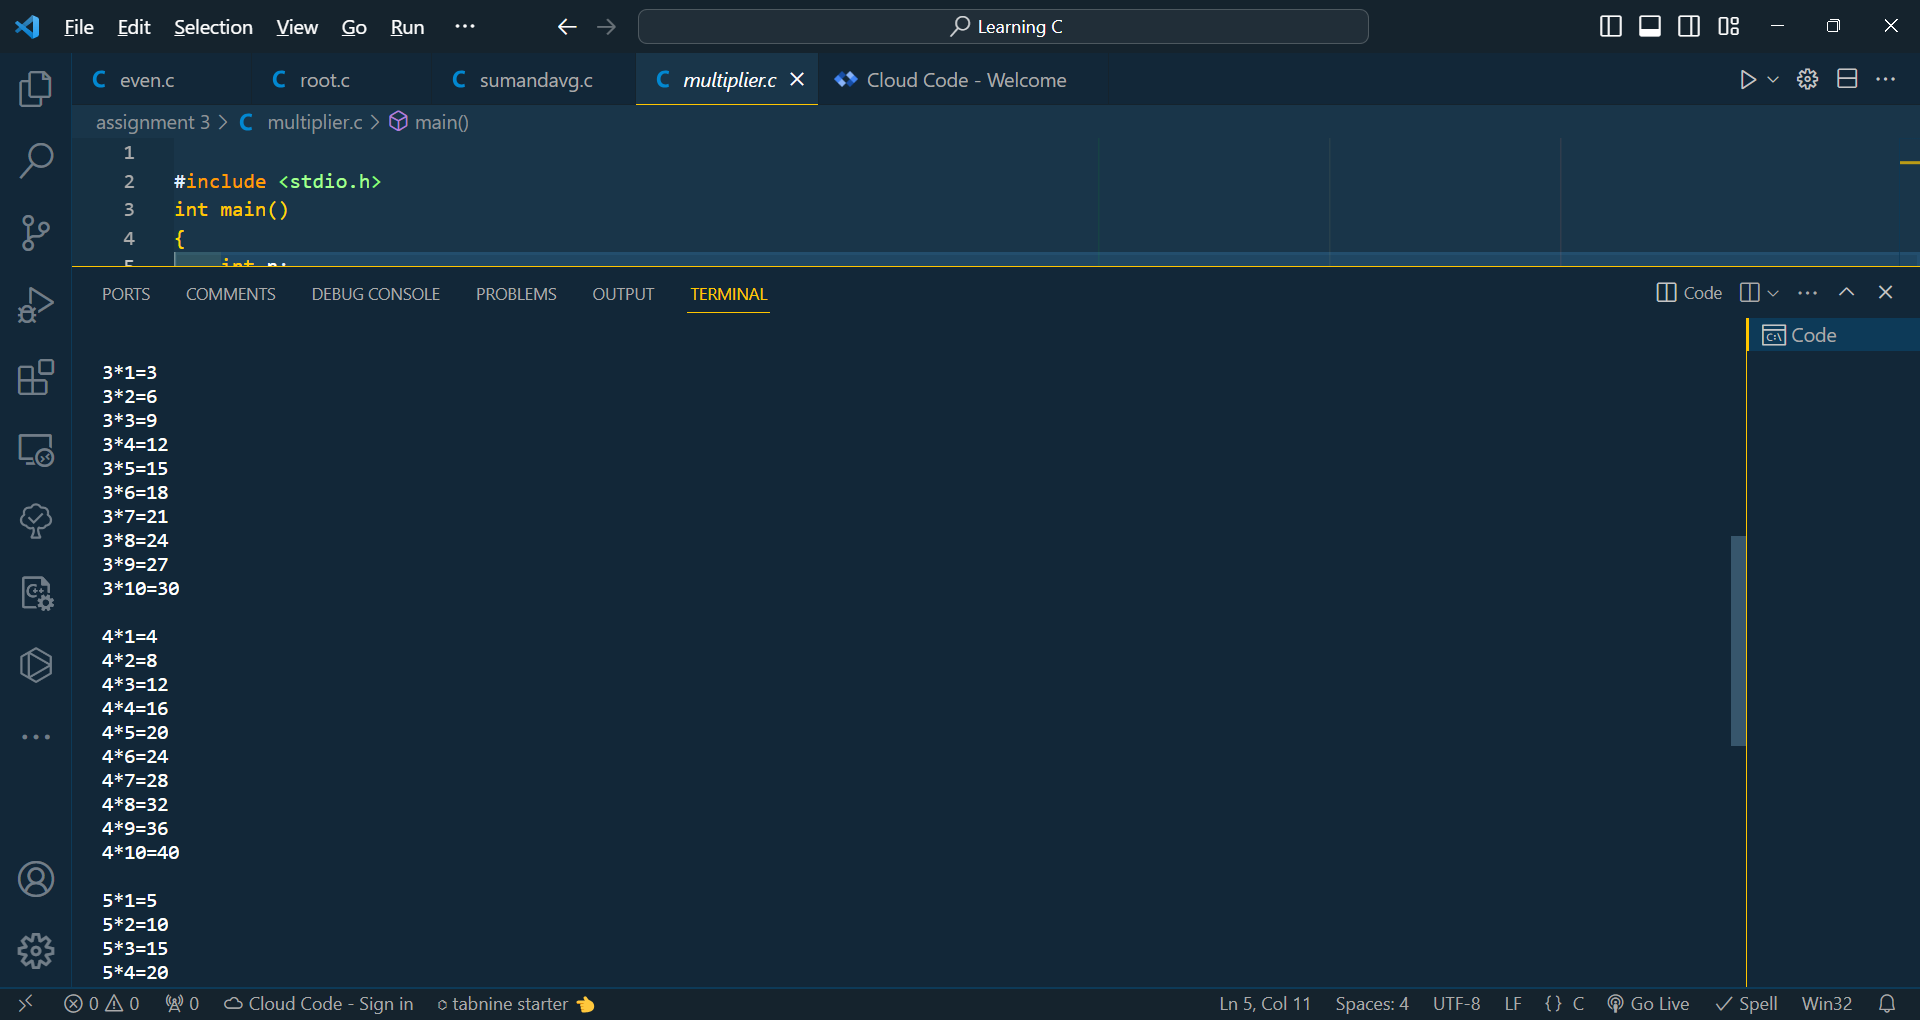 File Edit Selection View Go Run ··· Learning C
even.c root.c sumandavg.c multiplier.c Cloud Code - Welcome
assignment 3 > C multiplier.c > main()
1
2 #include <stdio.h>
3 int main()
4 {
5 int n;
PORTS COMMENTS DEBUG CONSOLE PROBLEMS OUTPUT TERMINAL Code
Code
3*1=3
3*2=6
3*3=9
3*4=12
3*5=15
3*6=18
3*7=21
3*8=24
3*9=27
3*10=30
4*1=4
4*2=8
4*3=12
4*4=16
4*5=20
4*6=24
4*7=28
4*8=32
4*9=36
4*10=40
5*1=5
5*2=10
5*3=15
5*4=20
0 0 0 Cloud Code - Sign in tabnine starter Ln 5, Col 11 Spaces: 4 UTF-8 LF {} C Go Live Spell Win32